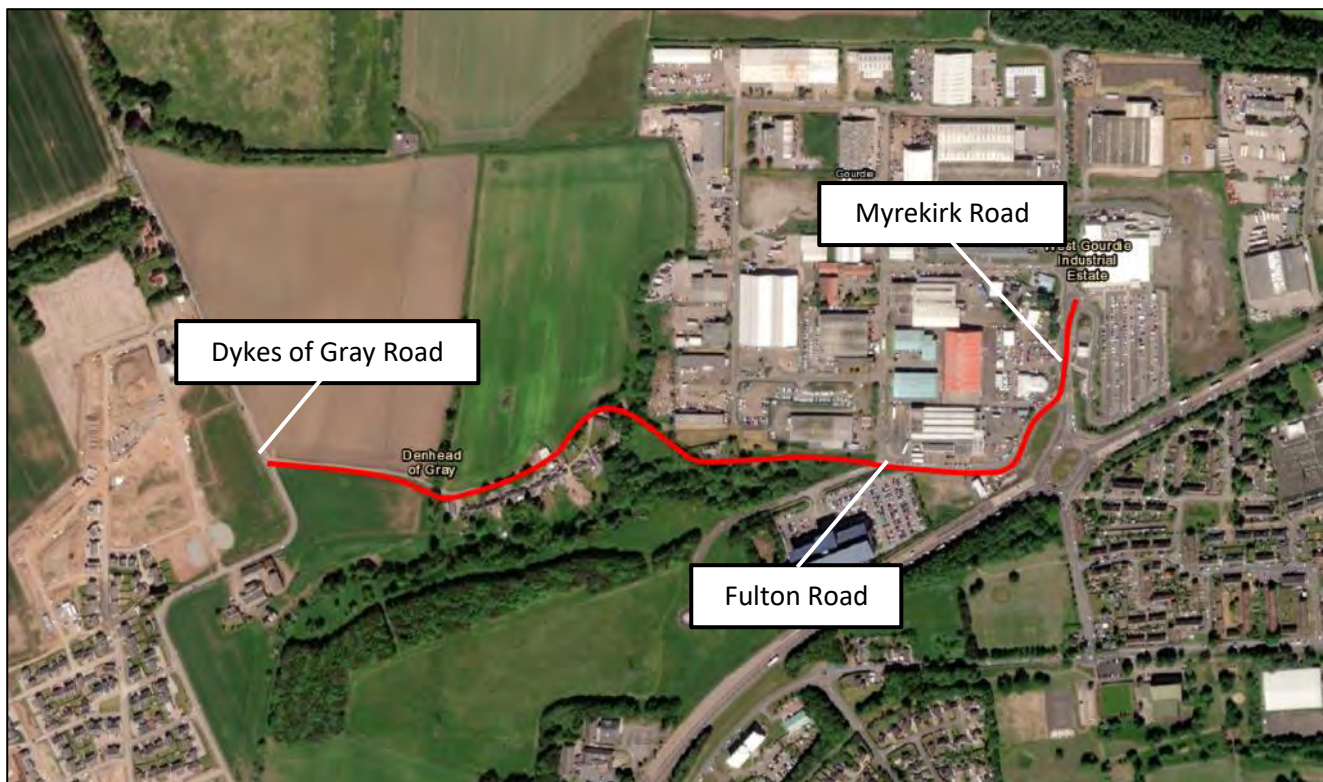 Gourdie
Myrekirk Road
West Gourdie
Industrial
Estate
Dykes of Gray Road
Denhead
of Gray
Fulton Road